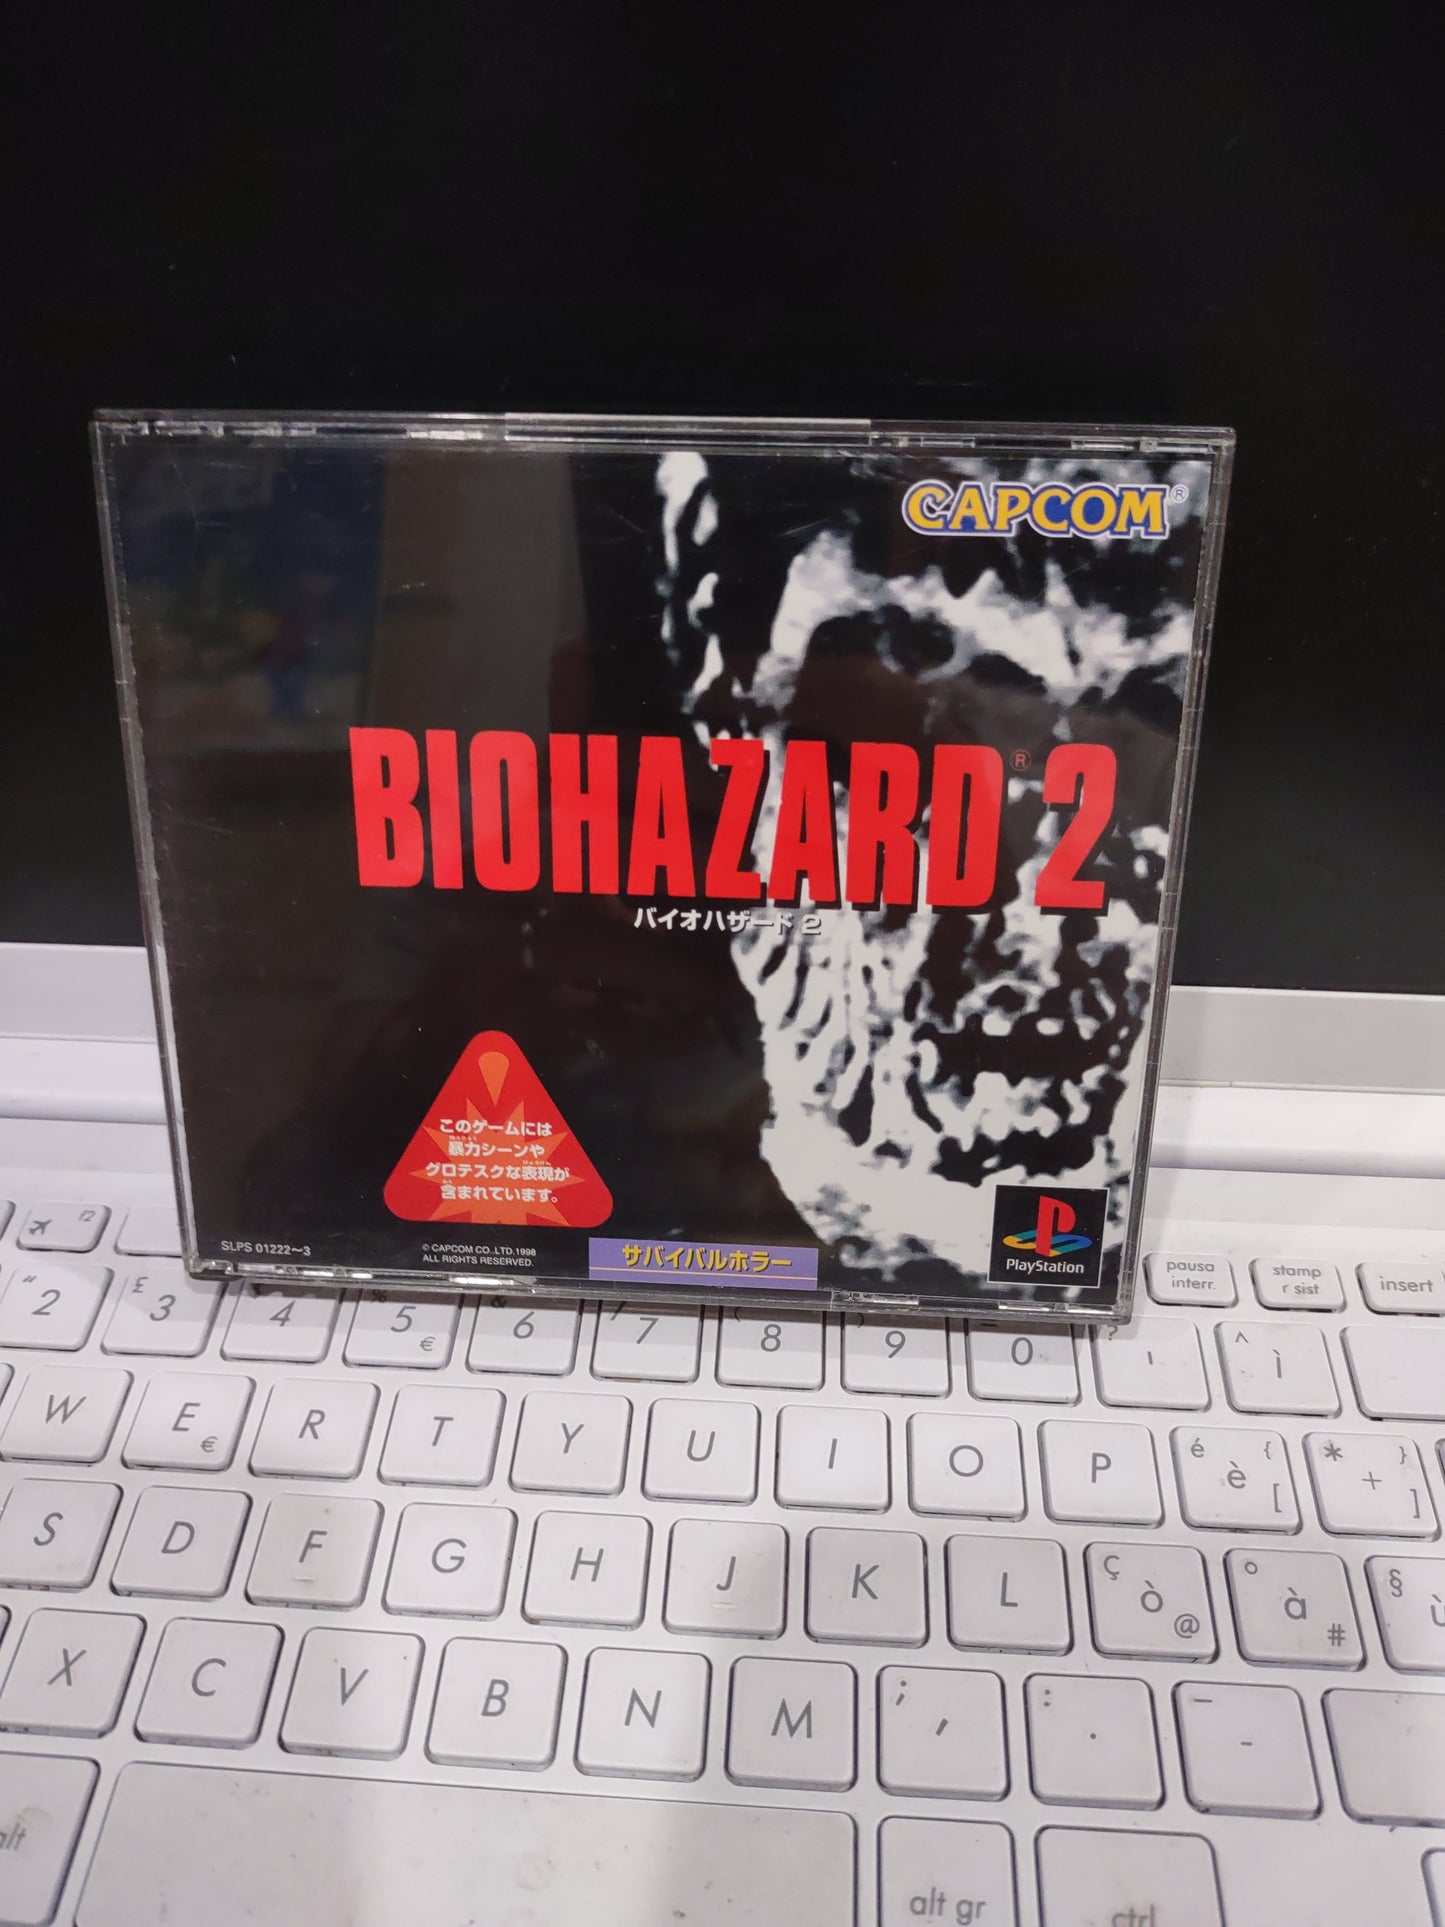 CAPCOM®
BIOHAZARD® 2
バイオハザード 2
このゲームには
暴力シーンや
グロテスクな表現が
含まれています。
SLPS 01222〜3
© CAPCOM CO.,LTD.1998
ALL RIGHTS RESERVED.
サバイバルホラー
PlayStation
f2
pausa
interr.
stamp
r sist
insert
" 2
£ 3
4
% 5 €
& 6
/ 7
( 8
) 9
= 0
? '
^ ì
W
E €
R
T
Y
U
I
O
P
é è { [
* + } ]
S
D
F
G
H
J
K
L
ç ò @
° à #
§ ù
X
C
V
B
N
M
; ,
: .
_ -
alt
alt gr
ctrl